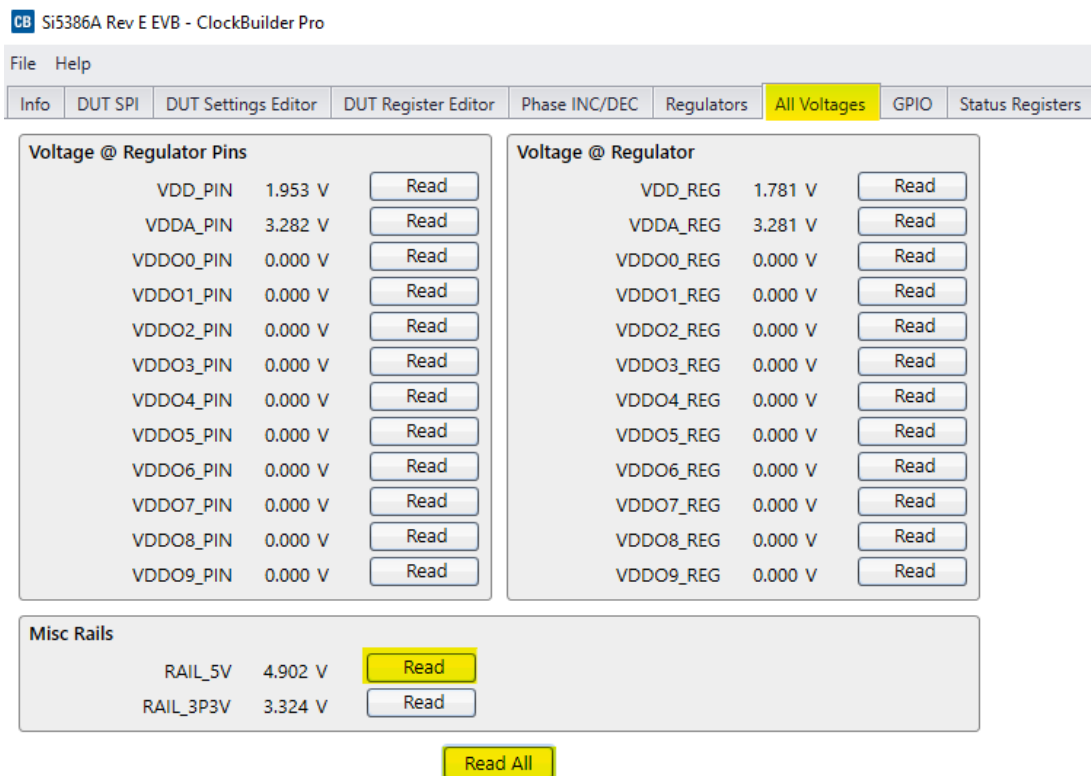 CB Si5386A Rev E EVB - ClockBuilder Pro
File Help
Info DUT SPI DUT Settings Editor DUT Register Editor Phase INC/DEC Regulators All Voltages GPIO Status Registers
Voltage @ Regulator Pins
VDD_PIN 1.953 V Read
VDDA_PIN 3.282 V Read
VDDO0_PIN 0.000 V Read
VDDO1_PIN 0.000 V Read
VDDO2_PIN 0.000 V Read
VDDO3_PIN 0.000 V Read
VDDO4_PIN 0.000 V Read
VDDO5_PIN 0.000 V Read
VDDO6_PIN 0.000 V Read
VDDO7_PIN 0.000 V Read
VDDO8_PIN 0.000 V Read
VDDO9_PIN 0.000 V Read
Voltage @ Regulator
VDD_REG 1.781 V Read
VDDA_REG 3.281 V Read
VDDO0_REG 0.000 V Read
VDDO1_REG 0.000 V Read
VDDO2_REG 0.000 V Read
VDDO3_REG 0.000 V Read
VDDO4_REG 0.000 V Read
VDDO5_REG 0.000 V Read
VDDO6_REG 0.000 V Read
VDDO7_REG 0.000 V Read
VDDO8_REG 0.000 V Read
VDDO9_REG 0.000 V Read
Misc Rails
RAIL_5V 4.902 V Read
RAIL_3P3V 3.324 V Read
Read All